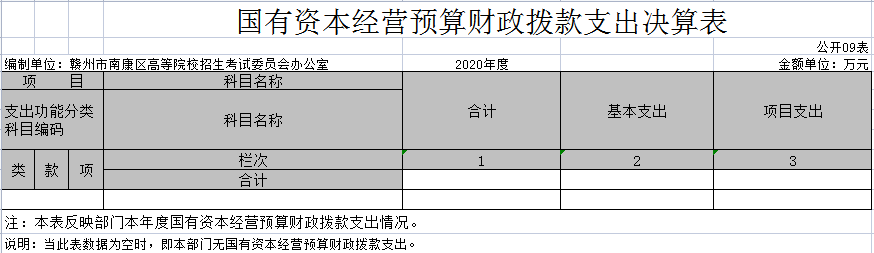 国有资本经营预算财政拨款支出决算表
公开09表
编制单位：赣州市南康区高等院校招生考试委员会办公室 2020年度 金额单位：万元
项 目 科目名称 合计 基本支出 项目支出
支出功能分类
科目编码
科目名称
类 款 项 栏次 1 2 3
合计
注：本表反映部门本年度国有资本经营预算财政拨款支出情况。
说明：当此表数据为空时，即本部门无国有资本经营预算财政拨款支出。